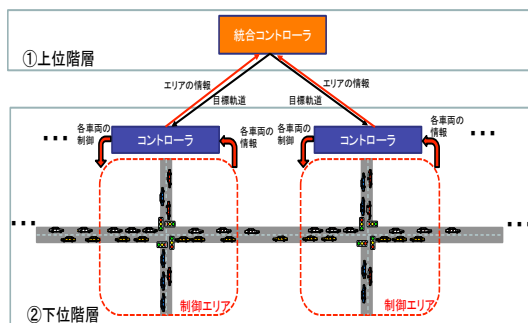 統合コントローラ
①上位階層
エリアの情報
エリアの情報
目標軌道
目標軌道
各車両の
制御
コントローラ
各車両の
情報
各車両の
制御
コントローラ
各車両の
情報
…
…
…
…
制御エリア
制御エリア
②下位階層